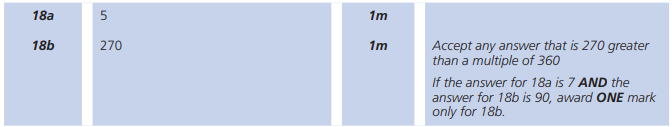 18a 5 1m
18b 270 1m Accept any answer that is 270 greater
than a multiple of 360
If the answer for 18a is 7 AND the
answer for 18b is 90, award ONE mark
only for 18b.